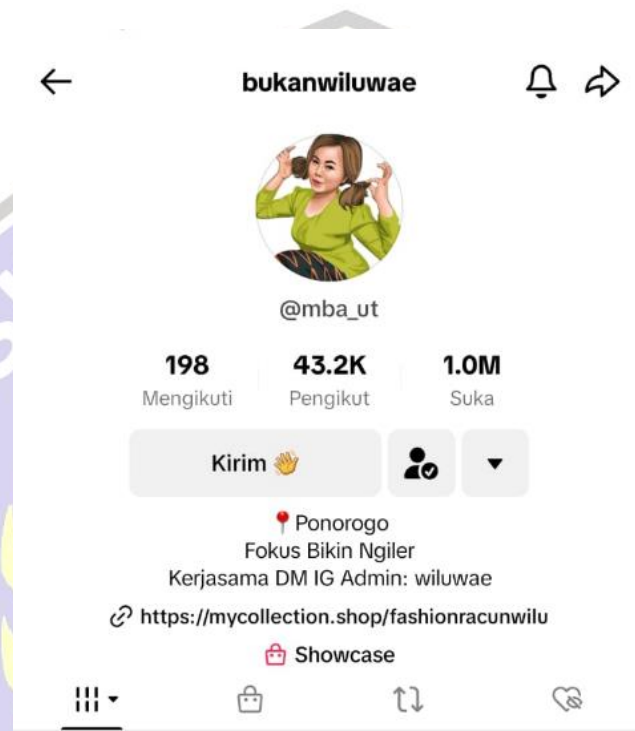 bukanwiluwae
@mba_ut
198 43.2K 1.0M
Mengikuti Pengikut Suka
Kirim 👋
📍Ponorogo
Fokus Bikin Ngiler
Kerjasama DM IG Admin: wiluwae
https://mycollection.shop/fashionracunwilu
Showcase